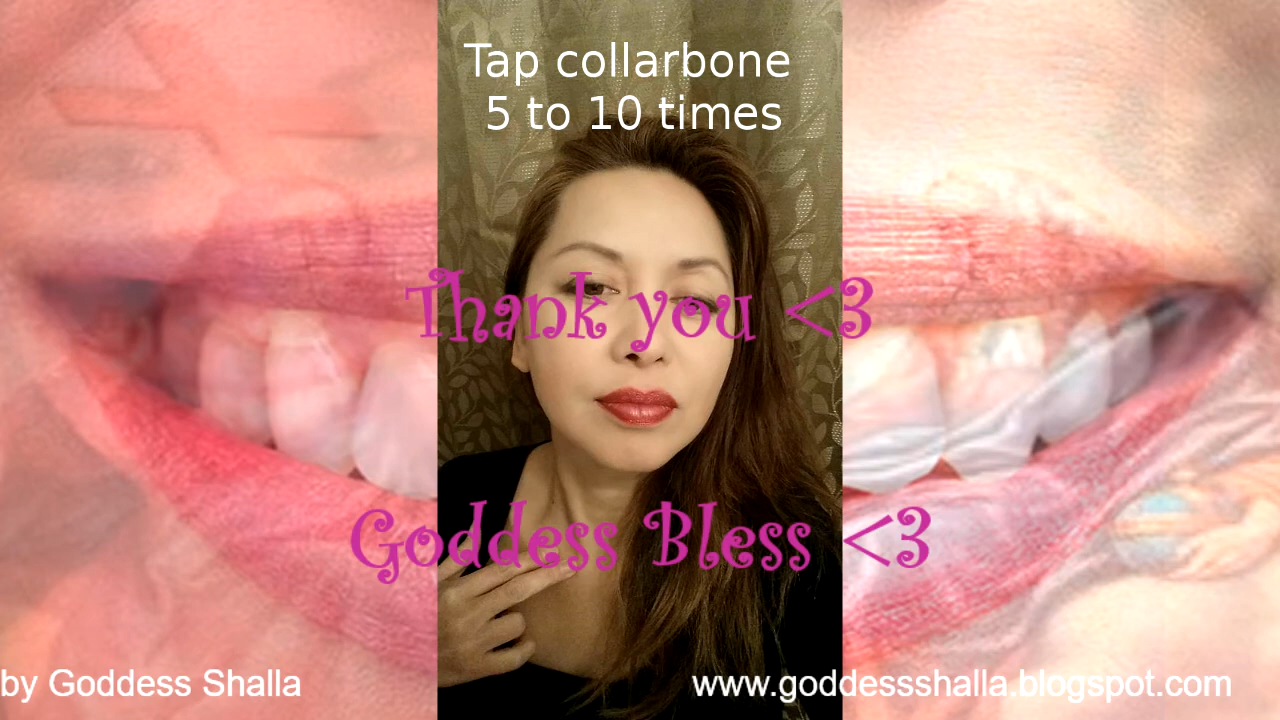 Tap collarbone
5 to 10 times
Thank you <3
Goddess Bless <3
by Goddess Shalla
www.goddessshalla.blogspot.com